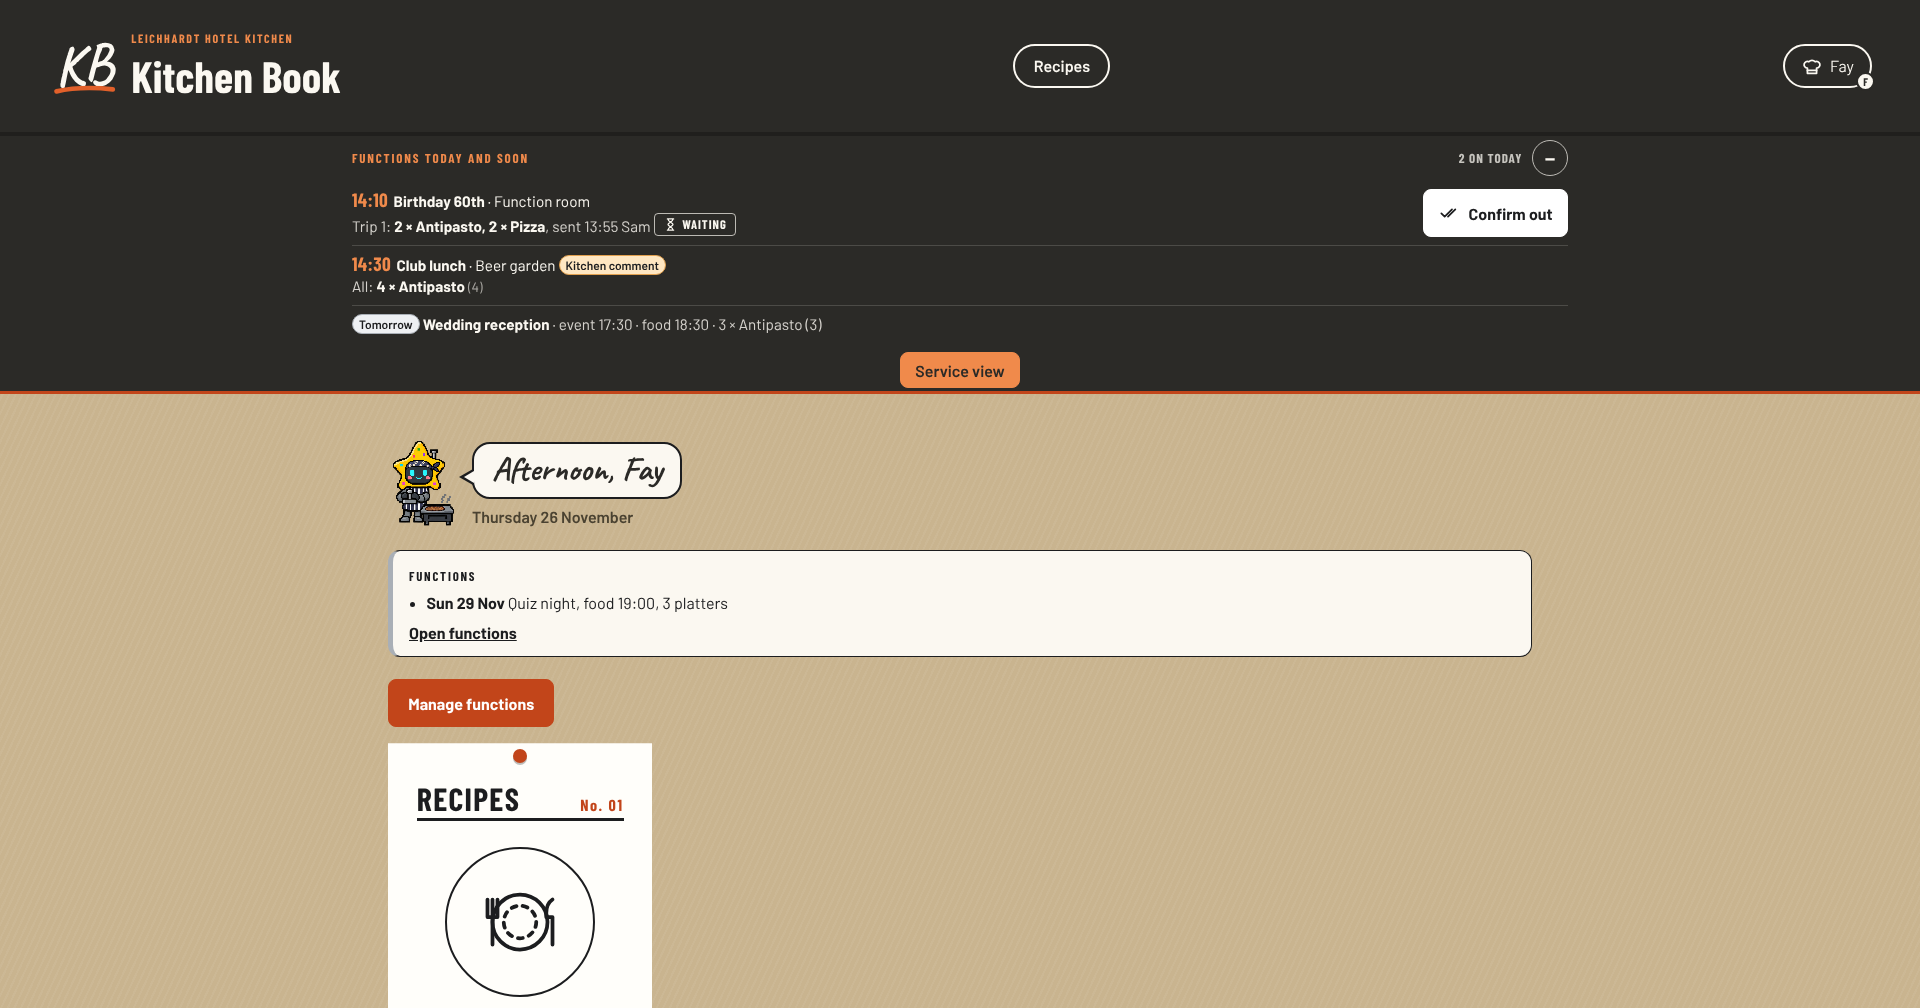 KB
LEICHHARDT HOTEL KITCHEN
Kitchen Book
Recipes
Fay
F
FUNCTIONS TODAY AND SOON
2 ON TODAY
14:10 Birthday 60th · Function room
Trip 1: 2 × Antipasto, 2 × Pizza, sent 13:55 Sam WAITING
Confirm out
14:30 Club lunch · Beer garden Kitchen comment
All: 4 × Antipasto (4)
Tomorrow Wedding reception · event 17:30 · food 18:30 · 3 × Antipasto (3)
Service view
Afternoon, Fay
Thursday 26 November
FUNCTIONS
• Sun 29 Nov Quiz night, food 19:00, 3 platters
Open functions
Manage functions
RECIPES No. 01